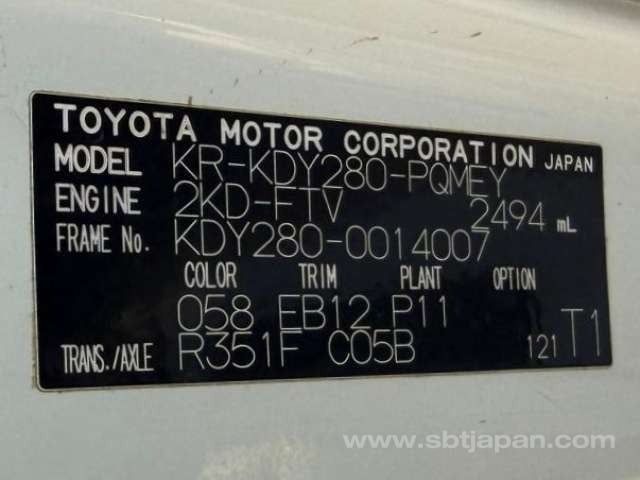 TOYOTA MOTOR CORPORATION JAPAN
MODEL KR-KDY280-PQMEY
ENGINE 2KD-FTV 2494 mL
FRAME No. KDY280-0014007
COLOR TRIM PLANT OPTION
058 EB12 P11
TRANS./AXLE R351F C05B 121 T1
www.sbtjapan.com